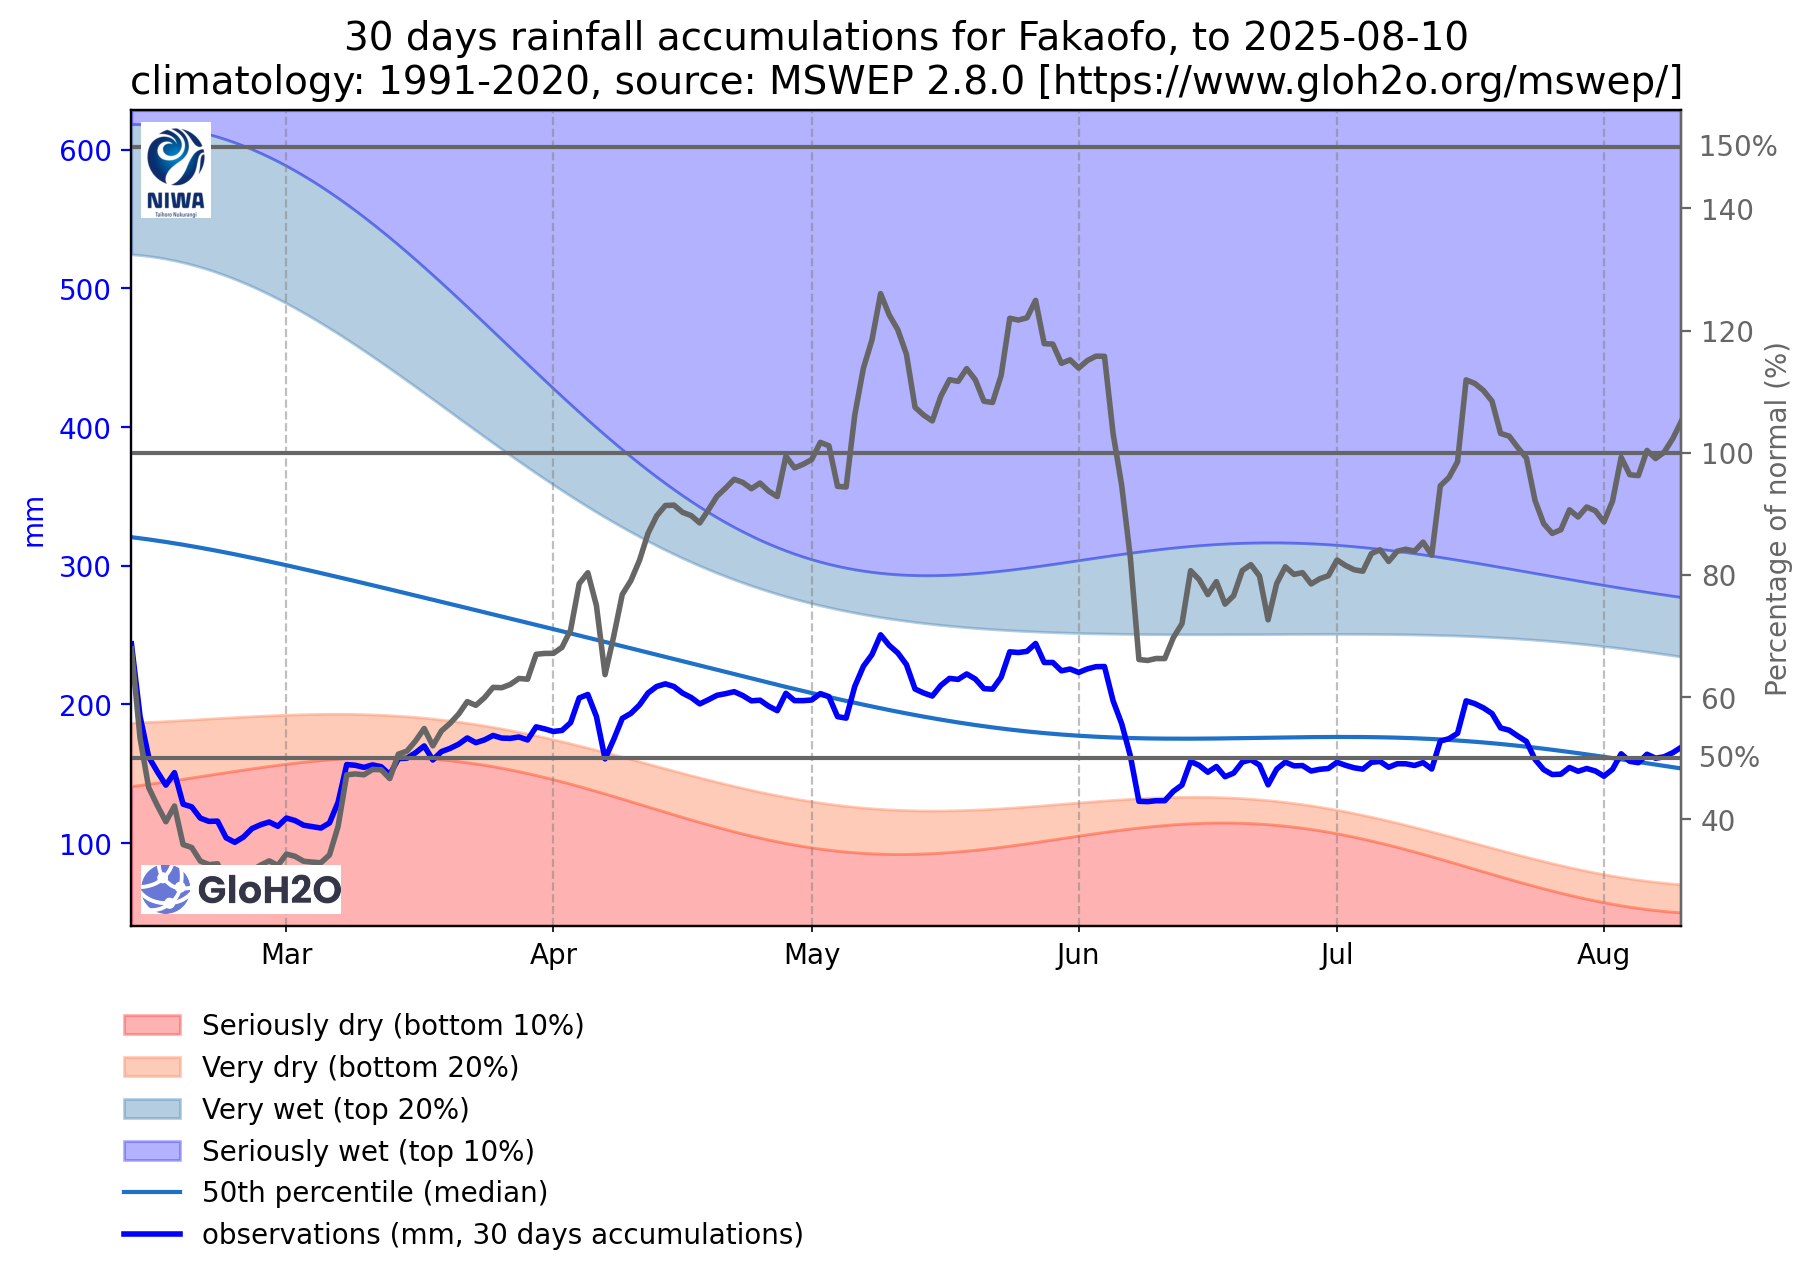 30 days rainfall accumulations for Fakaofo, to 2025-08-10
climatology: 1991-2020, source: MSWEP 2.8.0 [https://www.gloh2o.org/mswep/]
NIWA
Taihoro Nukurangi
600
500
400
300
200
100
mm
150%
140
120
100
80
60
50%
40
Percentage of normal (%)
GloH2O
Mar Apr May Jun Jul Aug
Seriously dry (bottom 10%)
Very dry (bottom 20%)
Very wet (top 20%)
Seriously wet (top 10%)
50th percentile (median)
observations (mm, 30 days accumulations)